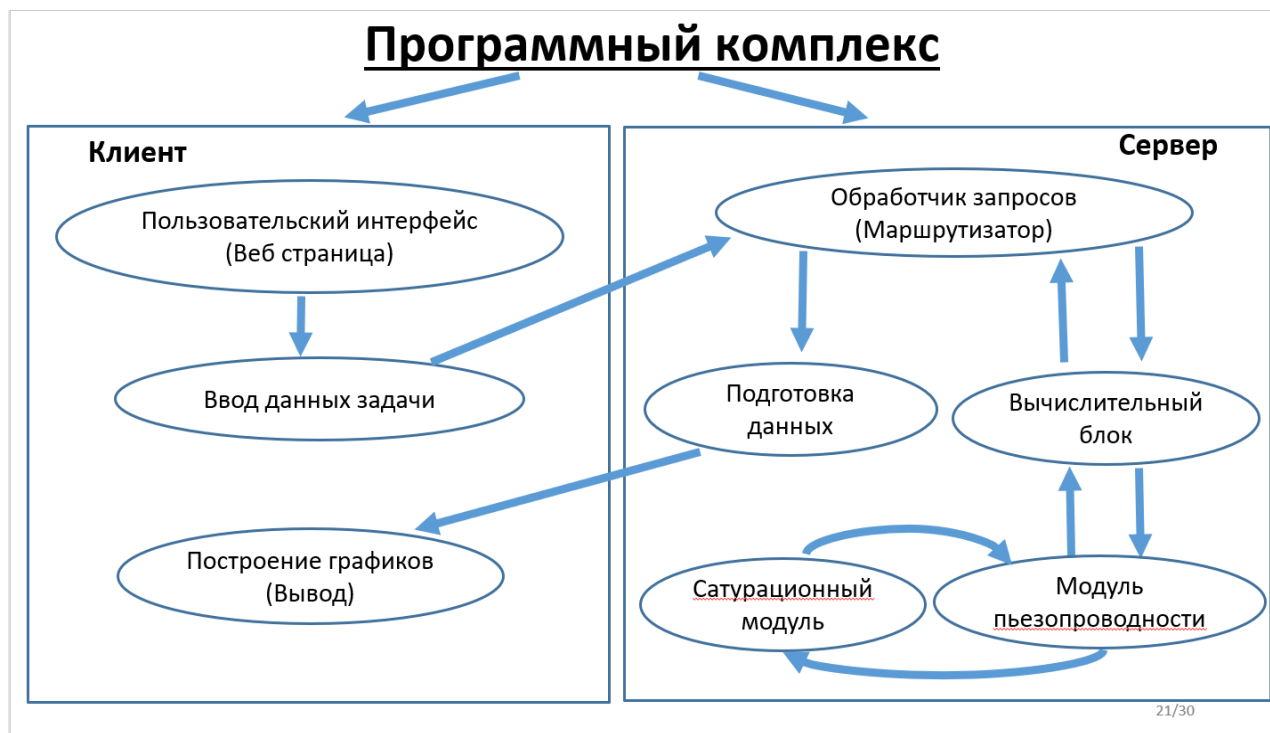 Программный комплекс
Клиент
Пользовательский интерфейс
(Веб страница)
Ввод данных задачи
Построение графиков
(Вывод)
Сервер
Обработчик запросов
(Маршрутизатор)
Подготовка
данных
Вычислительный
блок
Сатурационный
модуль
Модуль
пьезопроводности
21/30